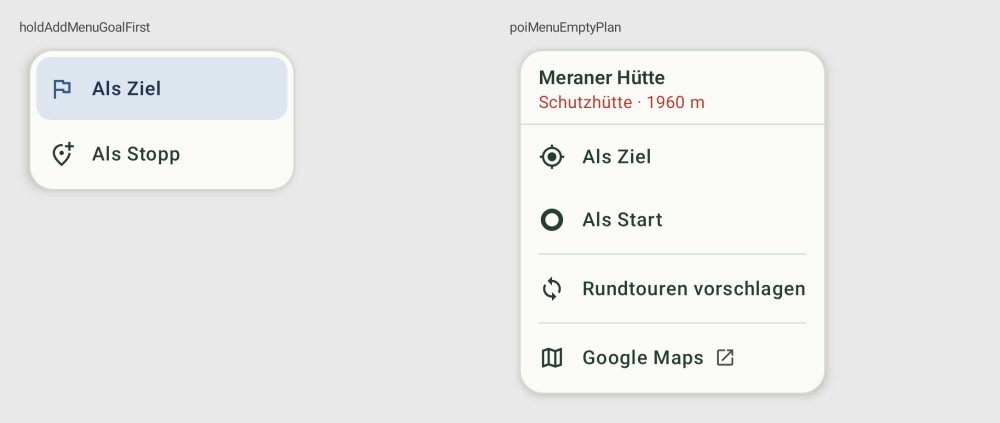 holdAddMenuGoalFirst
Als Ziel
Als Stopp
poiMenuEmptyPlan
Meraner Hütte
Schutzhütte · 1960 m
Als Ziel
Als Start
Rundtouren vorschlagen
Google Maps